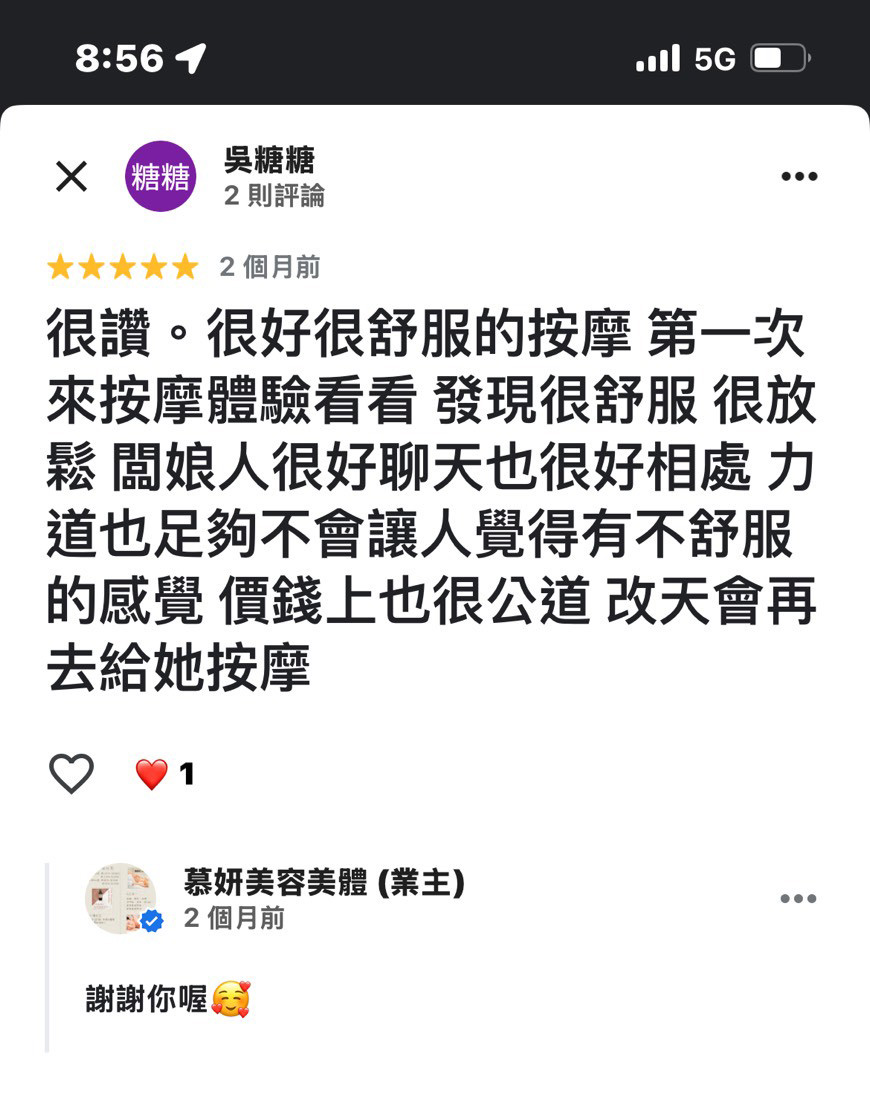 8:56
5G
糖糖
吳糖糖
2 則評論
2 個月前
很讚。很好很舒服的按摩 第一次
來按摩體驗看看 發現很舒服 很放
鬆 闆娘人很好聊天也很好相處 力
道也足夠不會讓人覺得有不舒服
的感覺 價錢上也很公道 改天會再
去給她按摩
1
慕妍美容美體 (業主)
2 個月前
謝謝你喔🥰